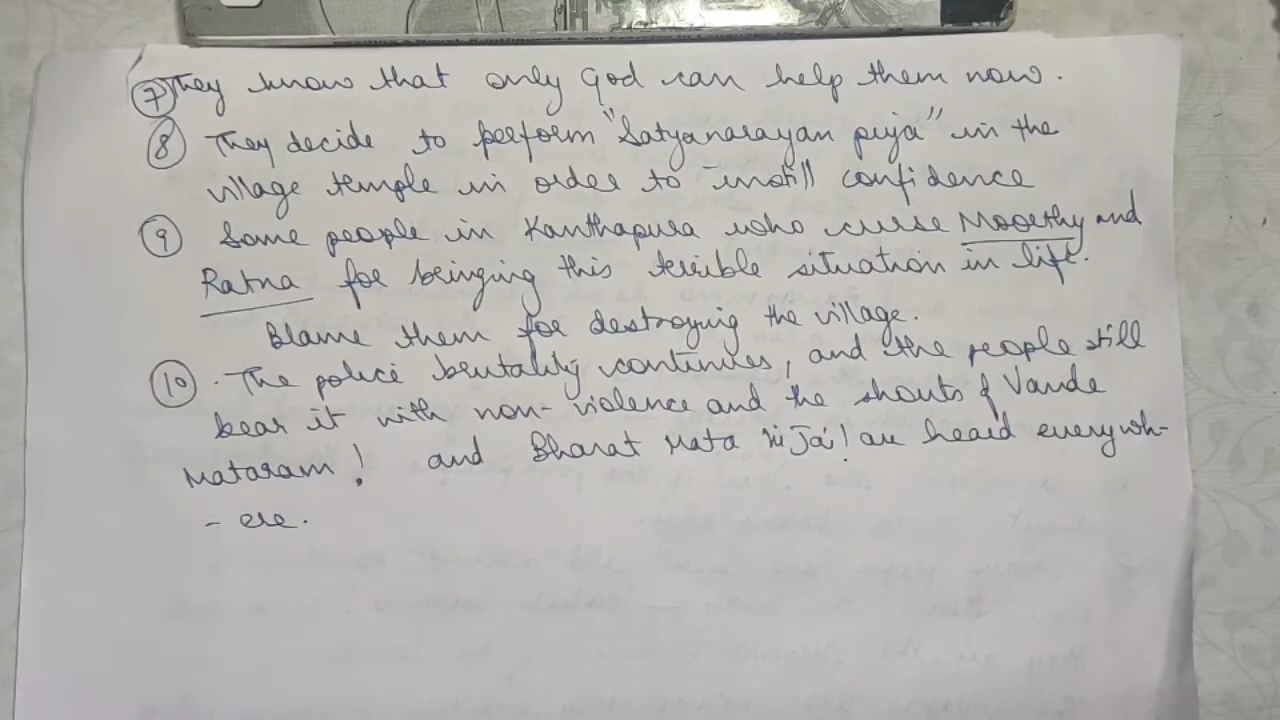 ⑦ They know that only God can help them now.
⑧ They decide to perform "Satyanarayan puja" in the
village temple in order to instill confidence
⑨ Some people in Kanthapura who curse Moorthy and
Ratna for bringing this terrible situation in life.
Blame them for destroying the village.
⑩. The police brutality continues, and the people still
bear it with non-violence and the shouts of Vande
Mataram! and Bharat Mata ki Jai! are heard everywh-
- ere.